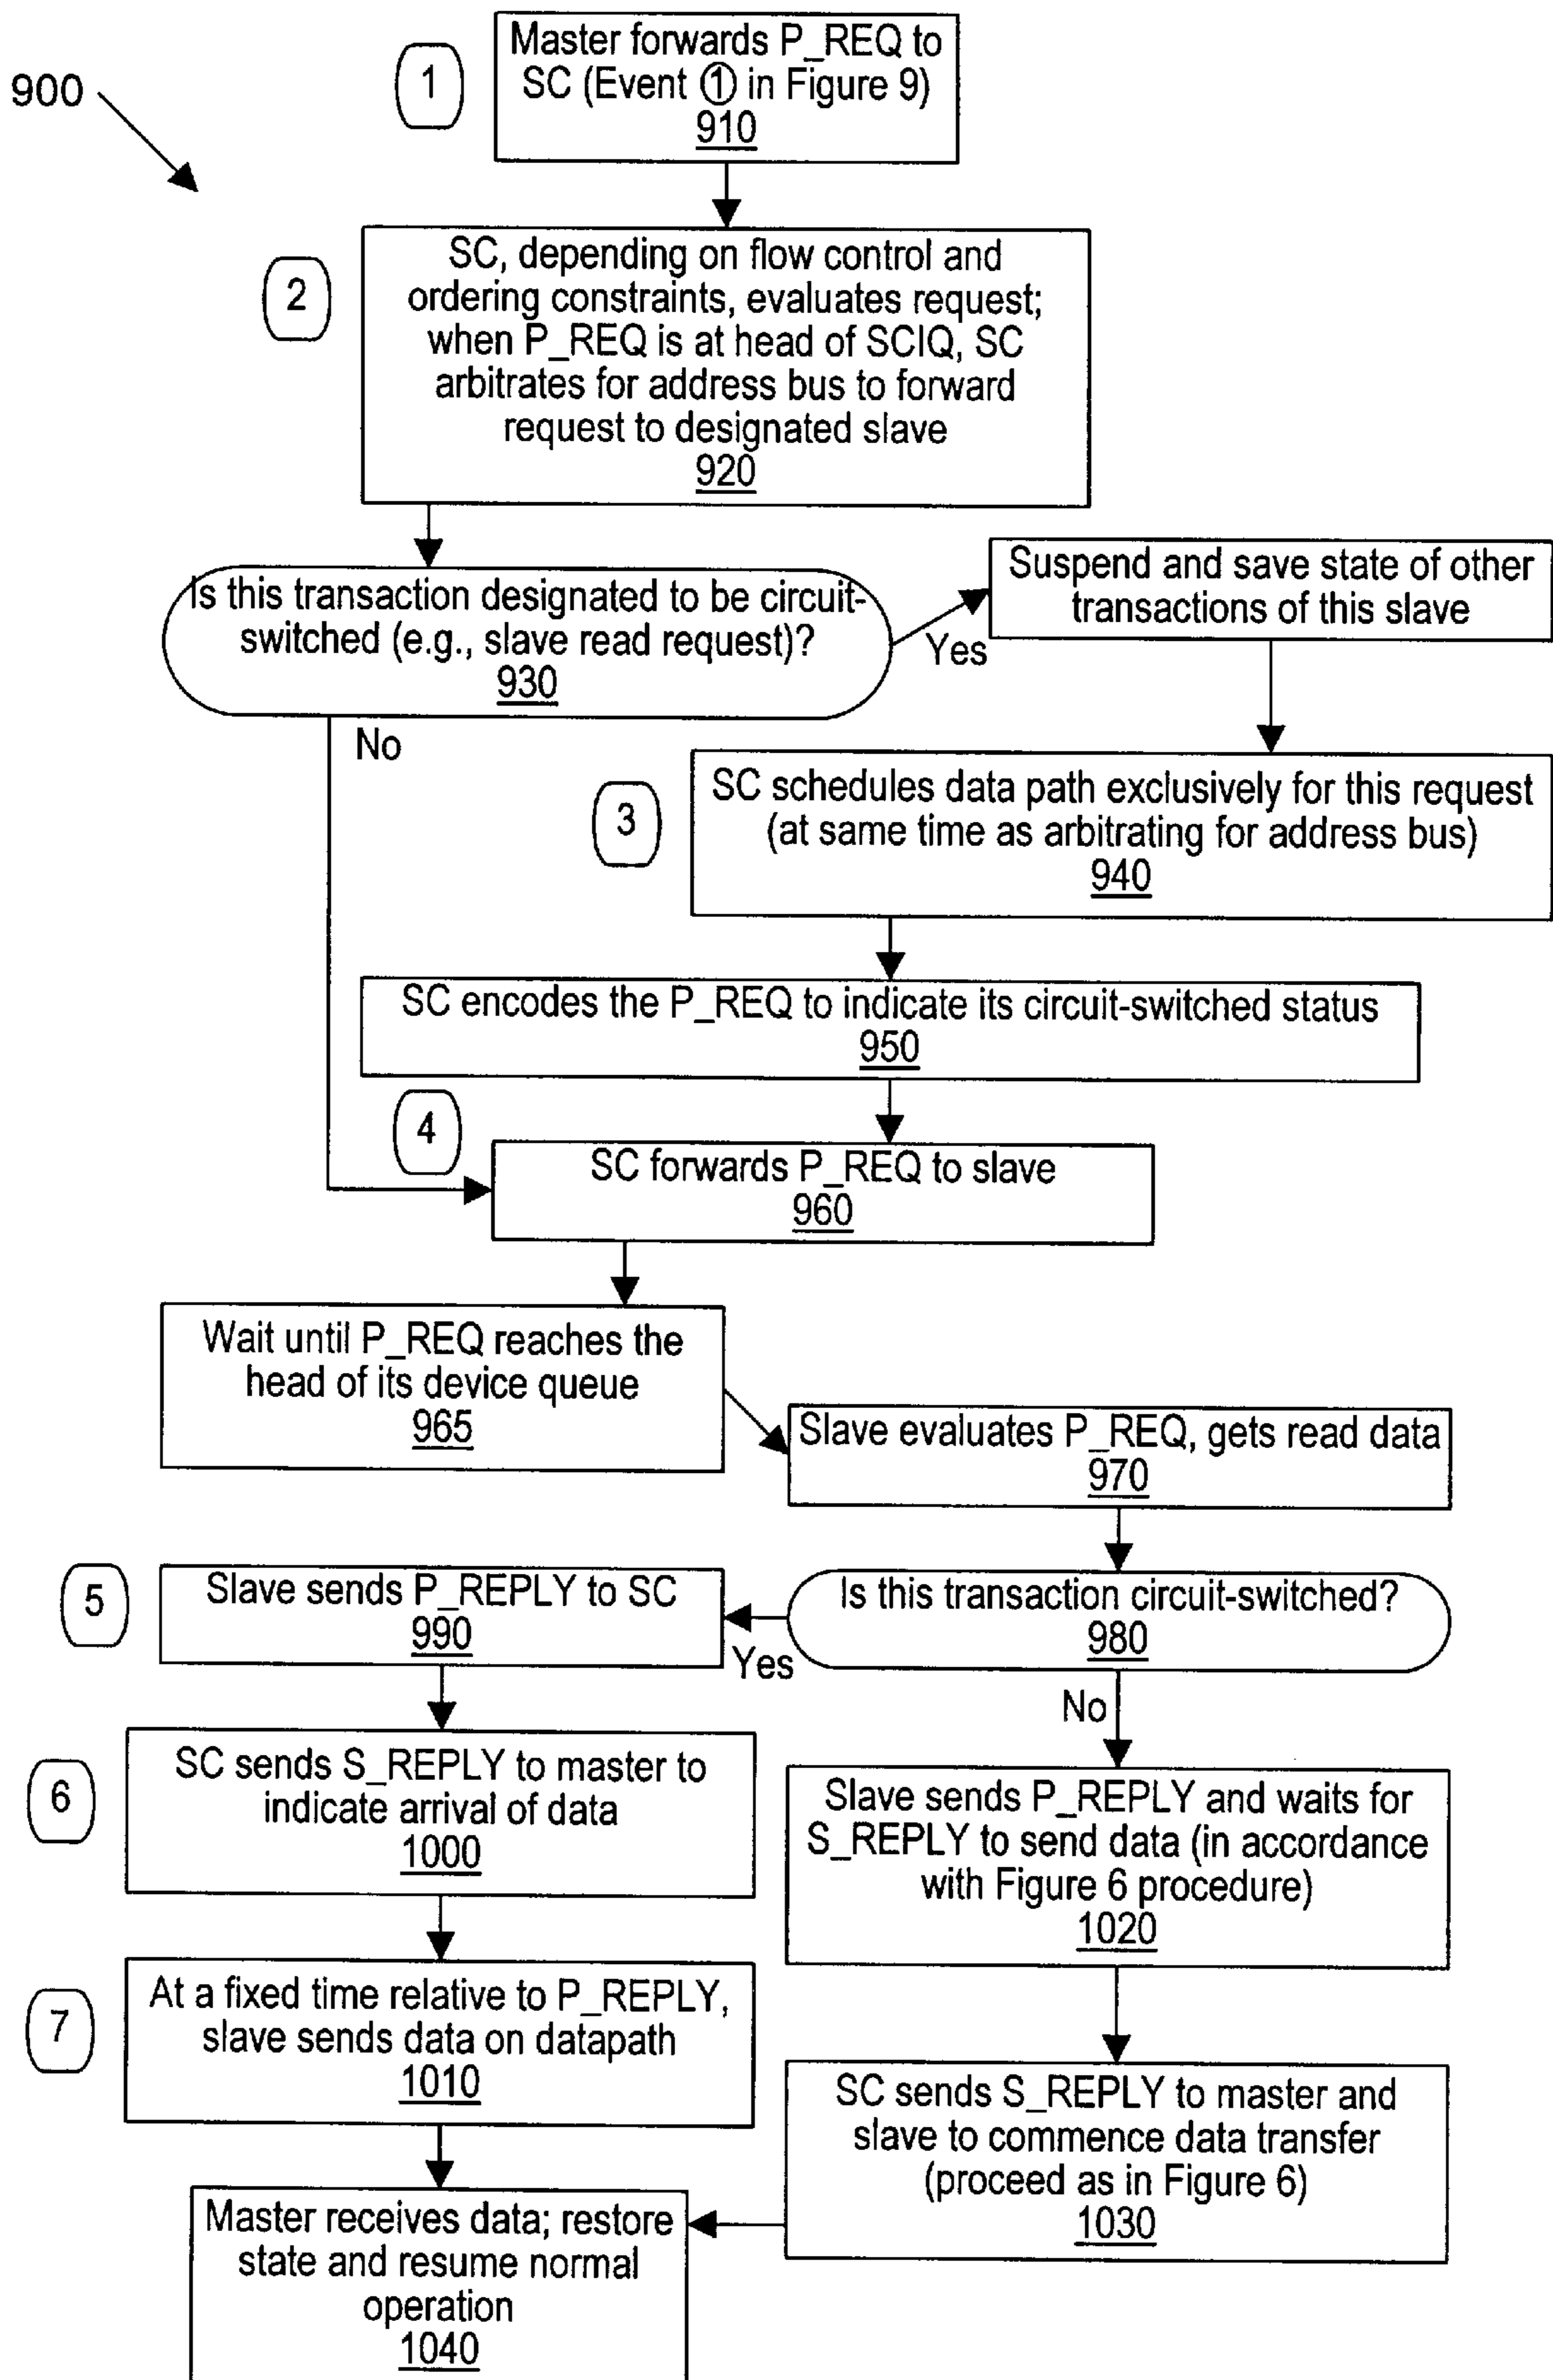 900
1
Master forwards P_REQ to
SC (Event ① in Figure 9)
910
2
SC, depending on flow control and
ordering constraints, evaluates request;
when P_REQ is at head of SCIQ, SC
arbitrates for address bus to forward
request to designated slave
920
Is this transaction designated to be circuit-
switched (e.g., slave read request)?
930
Yes
No
Suspend and save state of other
transactions of this slave
3
SC schedules data path exclusively for this request
(at same time as arbitrating for address bus)
940
SC encodes the P_REQ to indicate its circuit-switched status
950
4
SC forwards P_REQ to slave
960
Wait until P_REQ reaches the
head of its device queue
965
Slave evaluates P_REQ, gets read data
970
Is this transaction circuit-switched?
980
Yes
No
5
Slave sends P_REPLY to SC
990
6
SC sends S_REPLY to master to
indicate arrival of data
1000
7
At a fixed time relative to P_REPLY,
slave sends data on datapath
1010
Slave sends P_REPLY and waits for
S_REPLY to send data (in accordance
with Figure 6 procedure)
1020
SC sends S_REPLY to master and
slave to commence data transfer
(proceed as in Figure 6)
1030
Master receives data; restore
state and resume normal
operation
1040